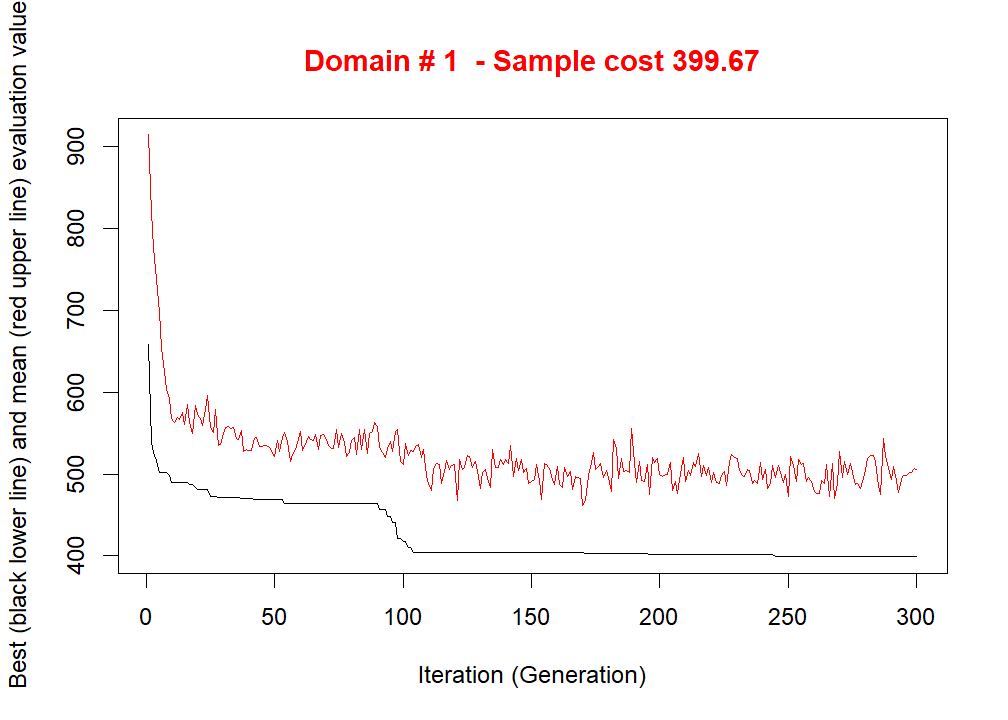 Domain # 1  - Sample cost 399.67
Best (black lower line) and mean (red upper line) evaluation value
900
800
700
600
500
400
0 50 100 150 200 250 300
Iteration (Generation)